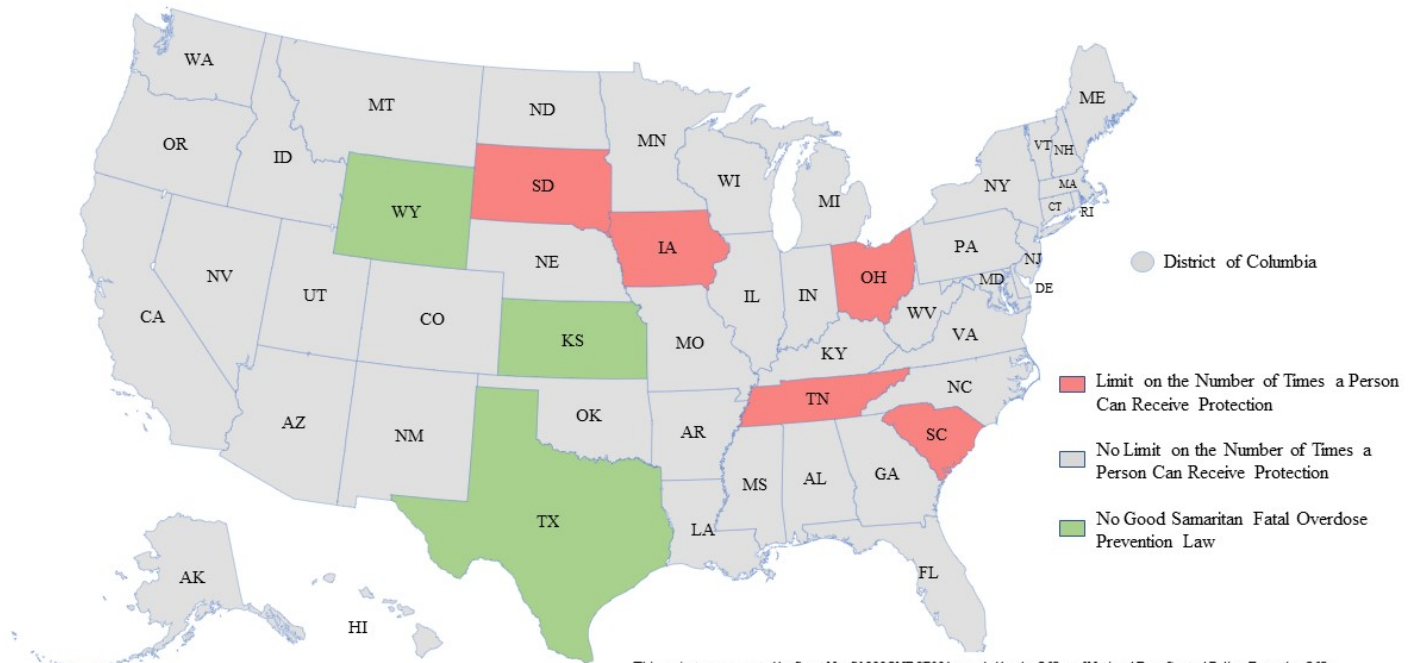 WA
MT
ND
MN
ME
OR
ID
SD
WI
VT
NH
NY
MI
MA
CT
RI
WY
IA
PA
NE
OH
NJ
MD
DE
District of Columbia
NV
UT
CO
IL
IN
WV
VA
CA
KS
MO
KY
NC
Limit on the Number of Times a Person
Can Receive Protection
TN
OK
AZ
NM
AR
SC
No Limit on the Number of Times a
Person Can Receive Protection
MS
AL
GA
TX
LA
No Good Samaritan Fatal Overdose
Prevention Law
FL
AK
HI